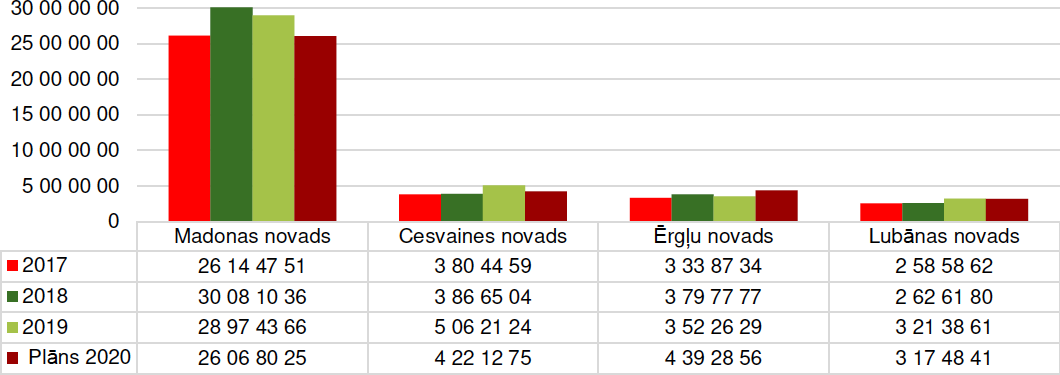 30 00 00 00
25 00 00 00
20 00 00 00
15 00 00 00
10 00 00 00
5 00 00 00
0
Madonas novads Cesvaines novads Ērgļu novads Lubānas novads
2017 26 14 47 51 3 80 44 59 3 33 87 34 2 58 58 62
2018 30 08 10 36 3 86 65 04 3 79 77 77 2 62 61 80
2019 28 97 43 66 5 06 21 24 3 52 26 29 3 21 38 61
Plāns 2020 26 06 80 25 4 22 12 75 4 39 28 56 3 17 48 41